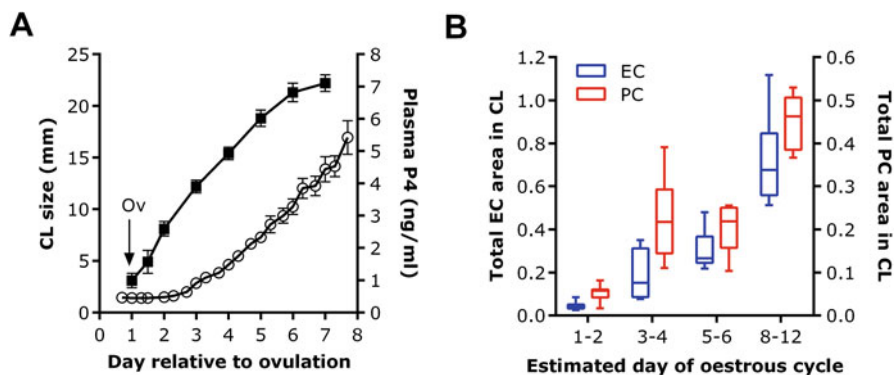 A
CL size (mm)
25
20
15
10
5
0
Ov
8
7
6
5
4
3
2
1
0
Plasma P4 (ng/ml)
0 1 2 3 4 5 6 7 8
Day relative to ovulation
B
Total EC area in CL
1.2
1.0
0.8
0.6
0.4
0.2
0.0
EC
PC
0.6
0.5
0.4
0.3
0.2
0.1
0.0
Total PC area in CL
1-2 3-4 5-6 8-12
Estimated day of oestrous cycle